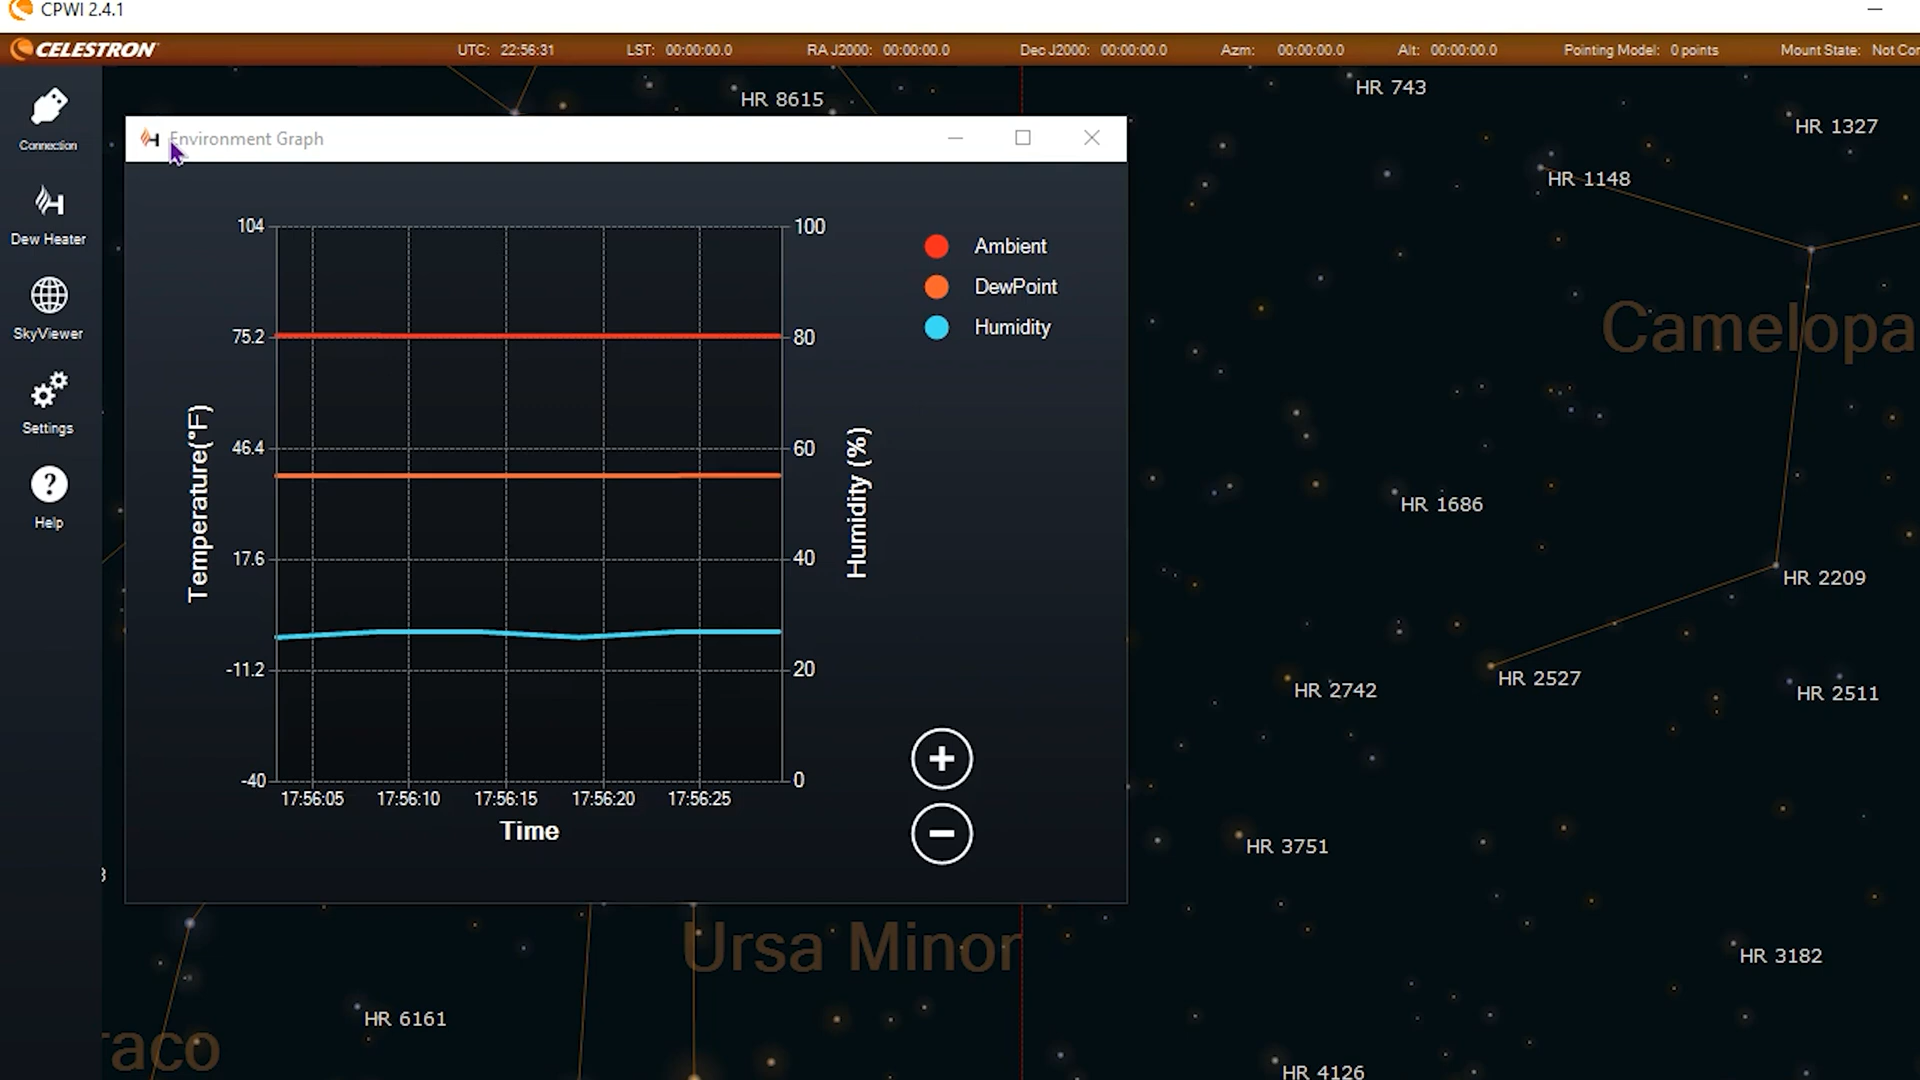 CPWI 2.4.1
CELESTRON
UTC: 22:56:31 LST: 00:00:00.0 RA J2000: 00:00:00.0 Dec J2000: 00:00:00.0 Azm: 00:00:00.0 Alt: 00:00:00.0 Pointing Model: 0 points Mount State: Not Con
Connection
Dew Heater
SkyViewer
Settings
Help
Environment Graph
104
75.2
46.4
17.6
-11.2
-40
Temperature(°F)
100
80
60
40
20
0
Humidity (%)
17:56:05 17:56:10 17:56:15 17:56:20 17:56:25
Time
Ambient
DewPoint
Humidity
HR 8615
HR 743
HR 1327
HR 1148
Camelopa
HR 1686
HR 2209
HR 2527
HR 2742
HR 2511
HR 3751
Ursa Minor
HR 3182
HR 6161
raco
HR 4126